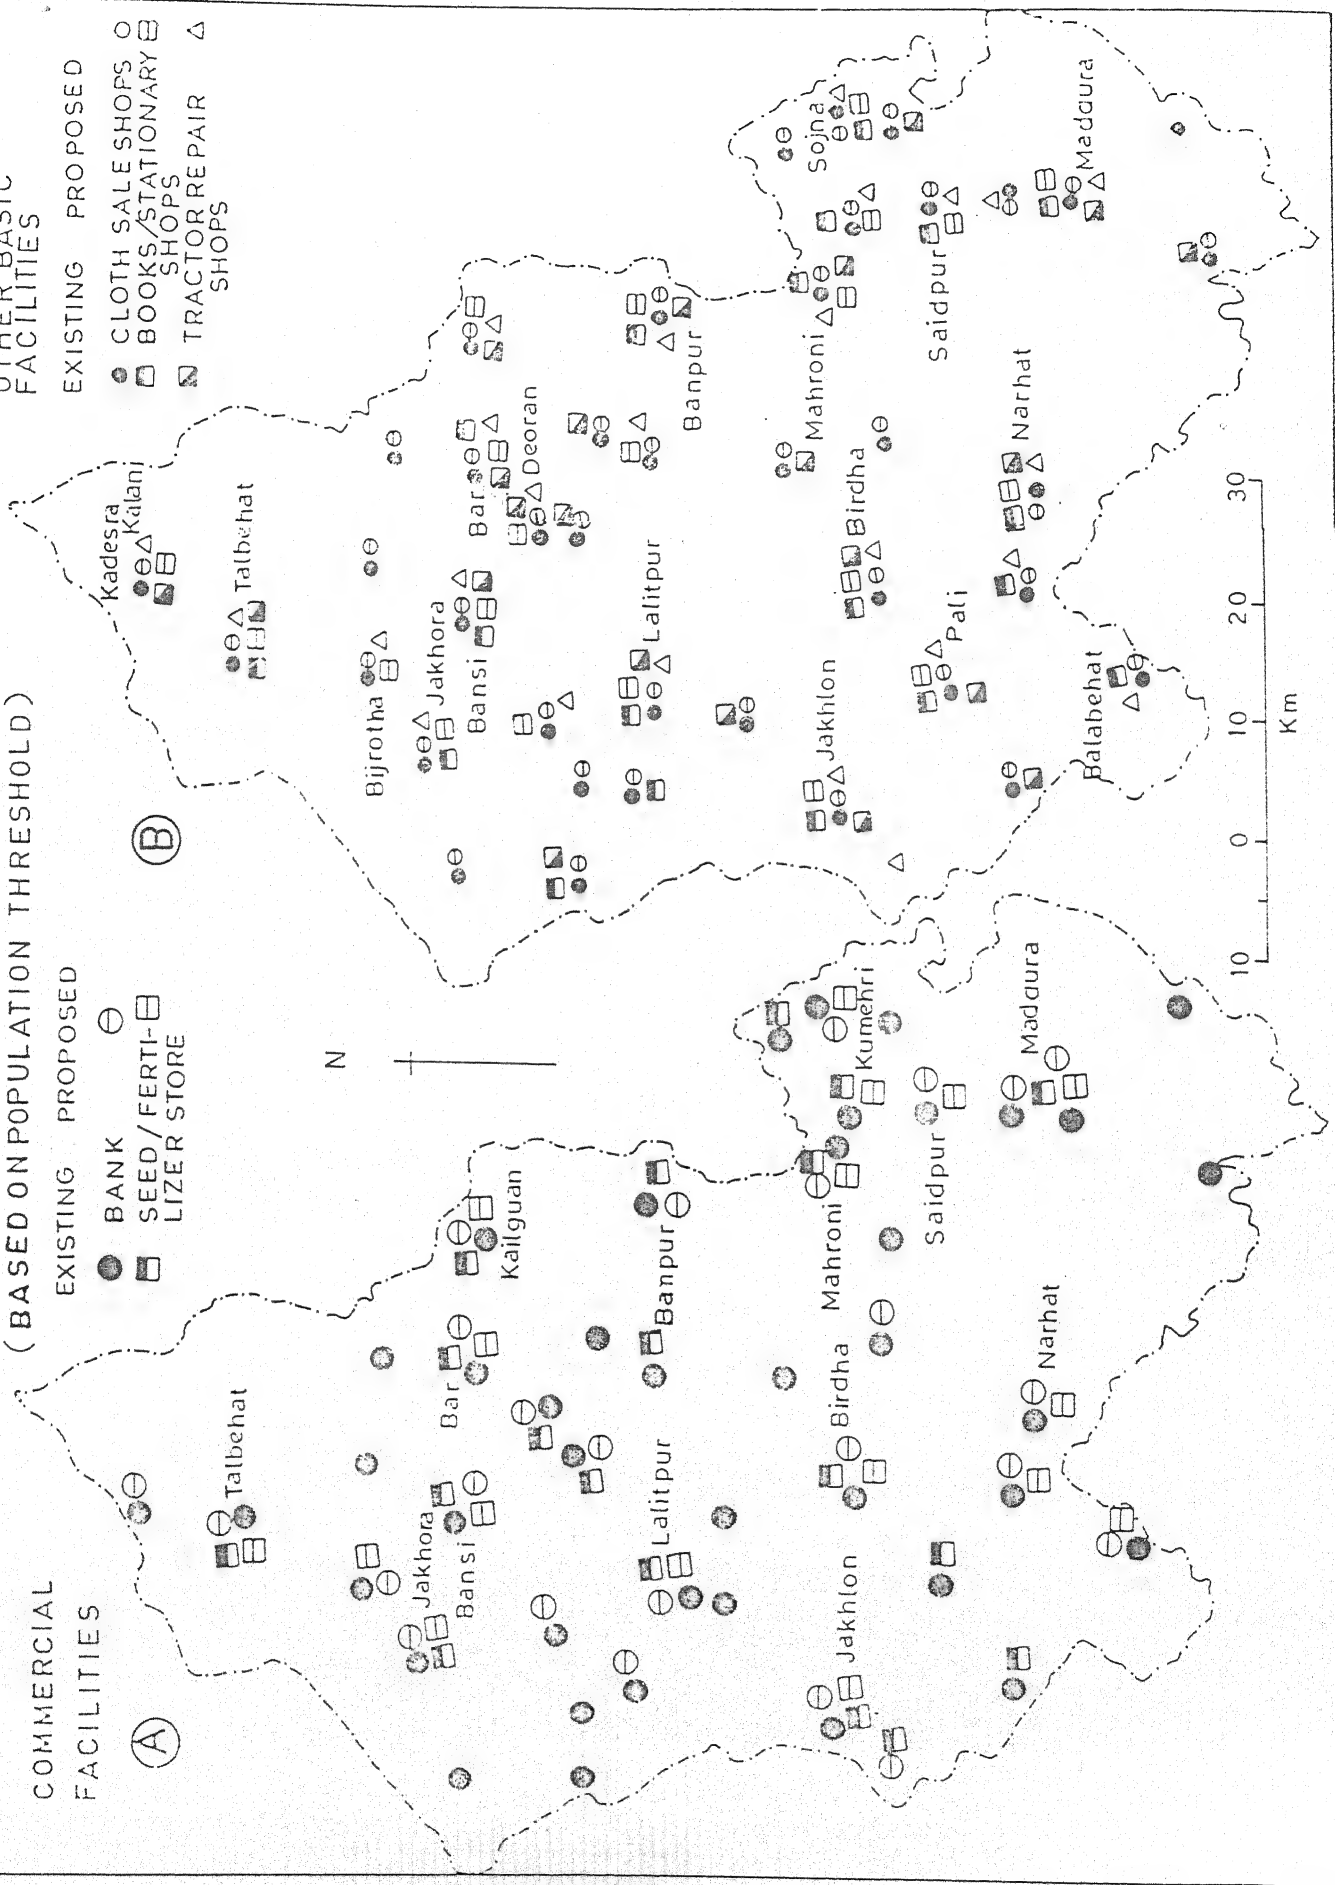 (BASED ON POPULATION THRESHOLD)
COMMERCIAL
FACILITIES
EXISTING PROPOSED
BANK
SEED/FERTI-
LIZER STORE
A
N
Talbehat
Jakhora
Bansi
Bar
Kailguan
Lalitpur
Banpur
Jakhlon
Birdha
Mahroni
Kumehri
Saidpur
Narhat
Madaura
OTHER BASIC
FACILITIES
EXISTING PROPOSED
CLOTH SALE SHOPS
BOOKS/STATIONARY
SHOPS
TRACTOR REPAIR
SHOPS
B
Kadesra
Kalani
Talbehat
Bijrotha
Jakhora
Bansi
Bar
Deoran
Lalitpur
Banpur
Jakhlon
Birdha
Mahroni
Sojna
Pali
Saidpur
Narhat
Madaura
Balabehat
10 0 10 20 30
Km